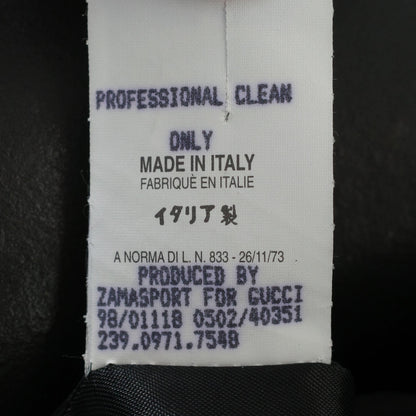 PROFESSIONAL CLEAN
ONLY
MADE IN ITALY
FABRIQUÈ EN ITALIE
イタリア製
A NORMA DI L. N. 833 - 26/11/73
PRODUCED BY
ZAMASPORT FOR GUCCI
98/01118 0502/40351
239.0971.7548